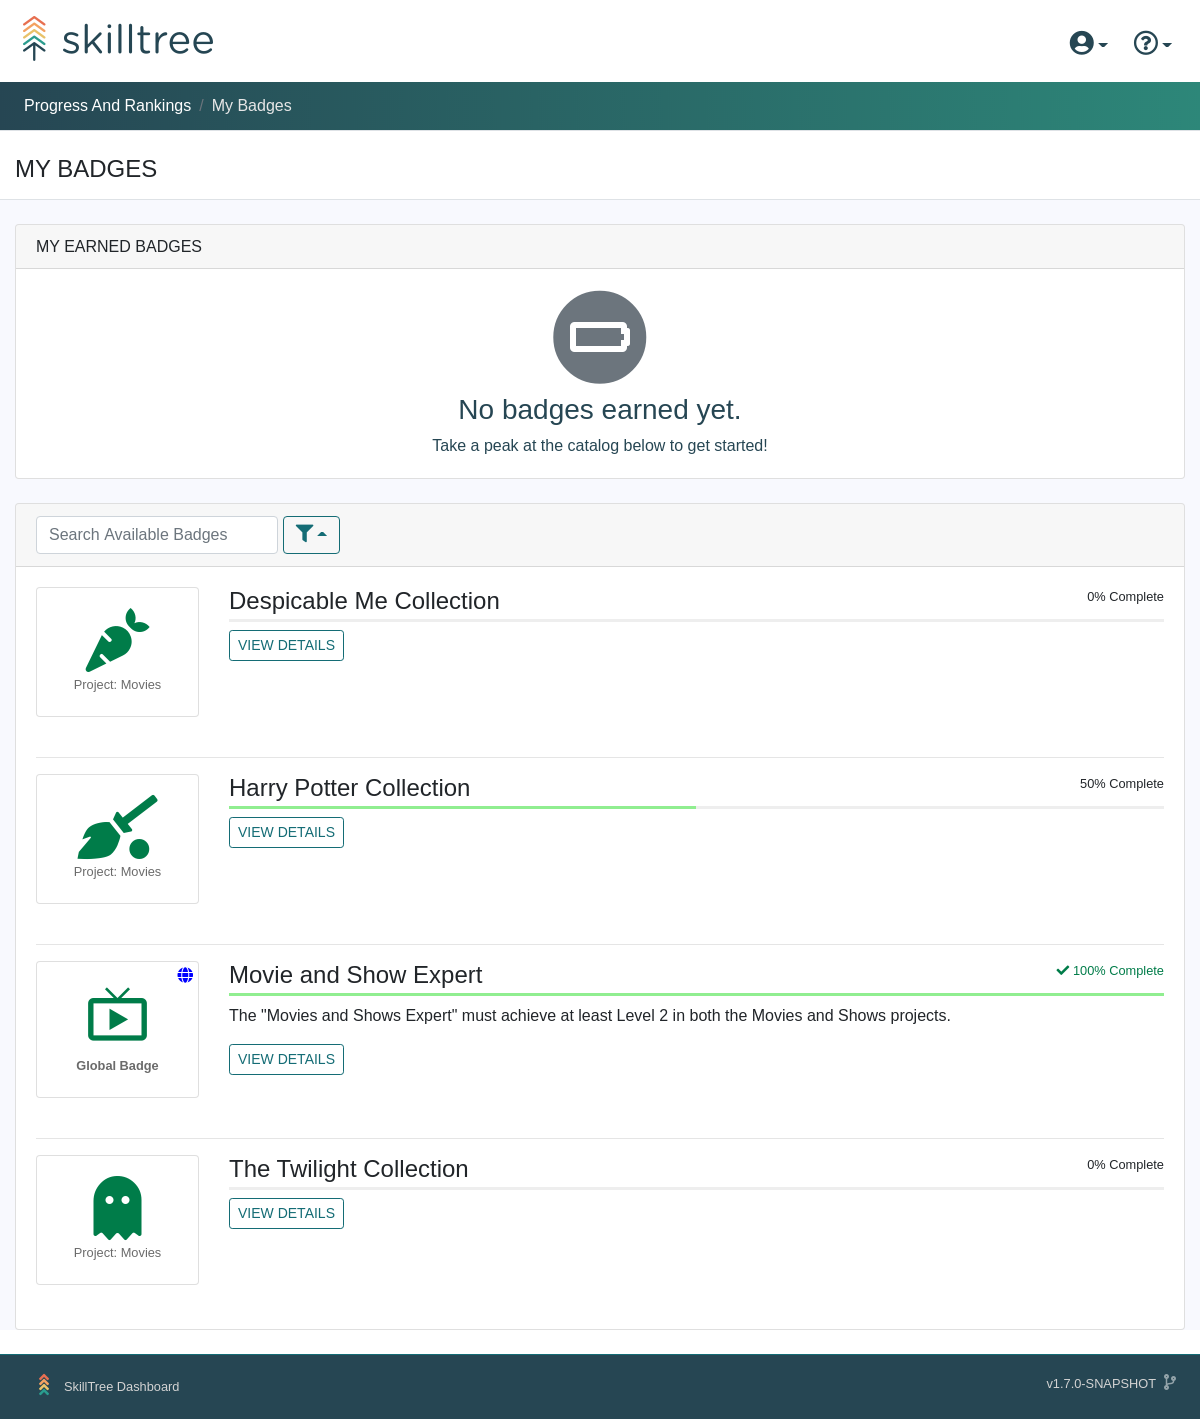 skilltree
Progress And Rankings / My Badges
MY BADGES
MY EARNED BADGES
No badges earned yet.
Take a peak at the catalog below to get started!
Search Available Badges
Despicable Me Collection
0% Complete
VIEW DETAILS
Project: Movies
Harry Potter Collection
50% Complete
VIEW DETAILS
Project: Movies
Movie and Show Expert
100% Complete
The "Movies and Shows Expert" must achieve at least Level 2 in both the Movies and Shows projects.
VIEW DETAILS
Global Badge
The Twilight Collection
0% Complete
VIEW DETAILS
Project: Movies
SkillTree Dashboard
v1.7.0-SNAPSHOT